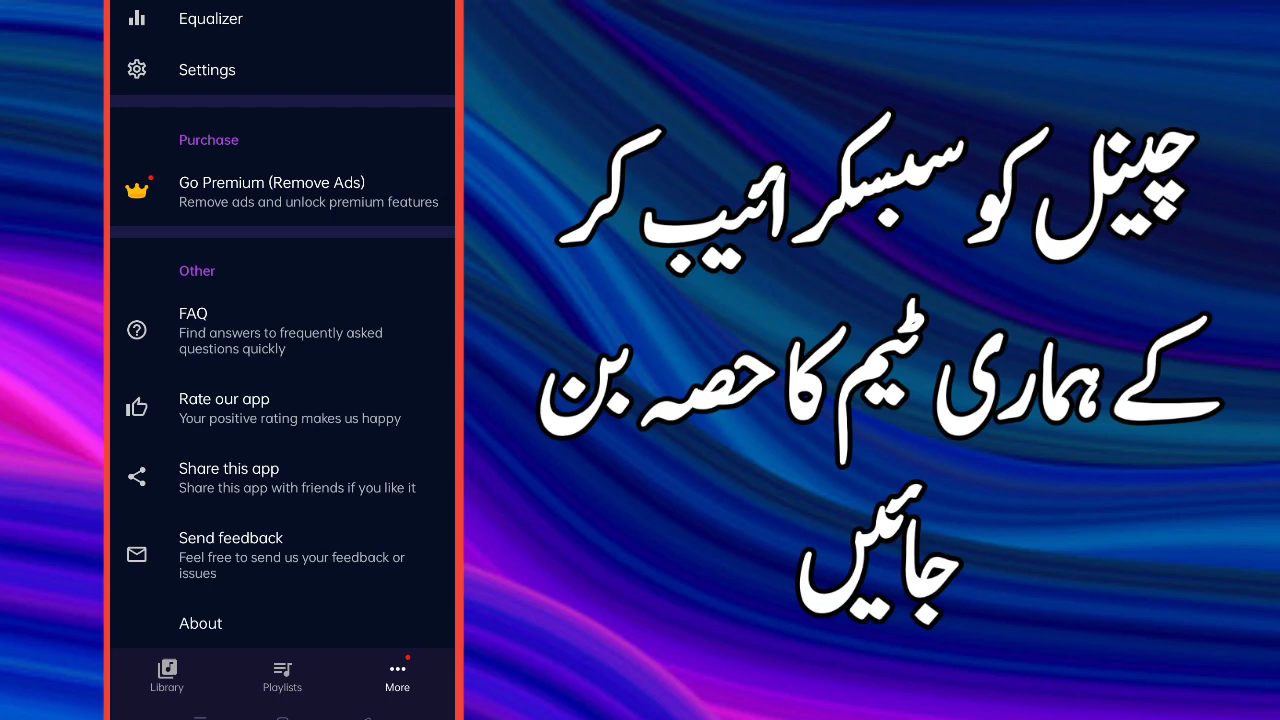 Equalizer
Settings
Purchase
Go Premium (Remove Ads)
Remove ads and unlock premium features
Other
FAQ
Find answers to frequently asked
questions quickly
Rate our app
Your positive rating makes us happy
Share this app
Share this app with friends if you like it
Send feedback
Feel free to send us your feedback or
issues
About
Library
Playlists
More
چینل کو سبسکرائیب کر
کے ہماری ٹیم کا حصہ بن
جائیں